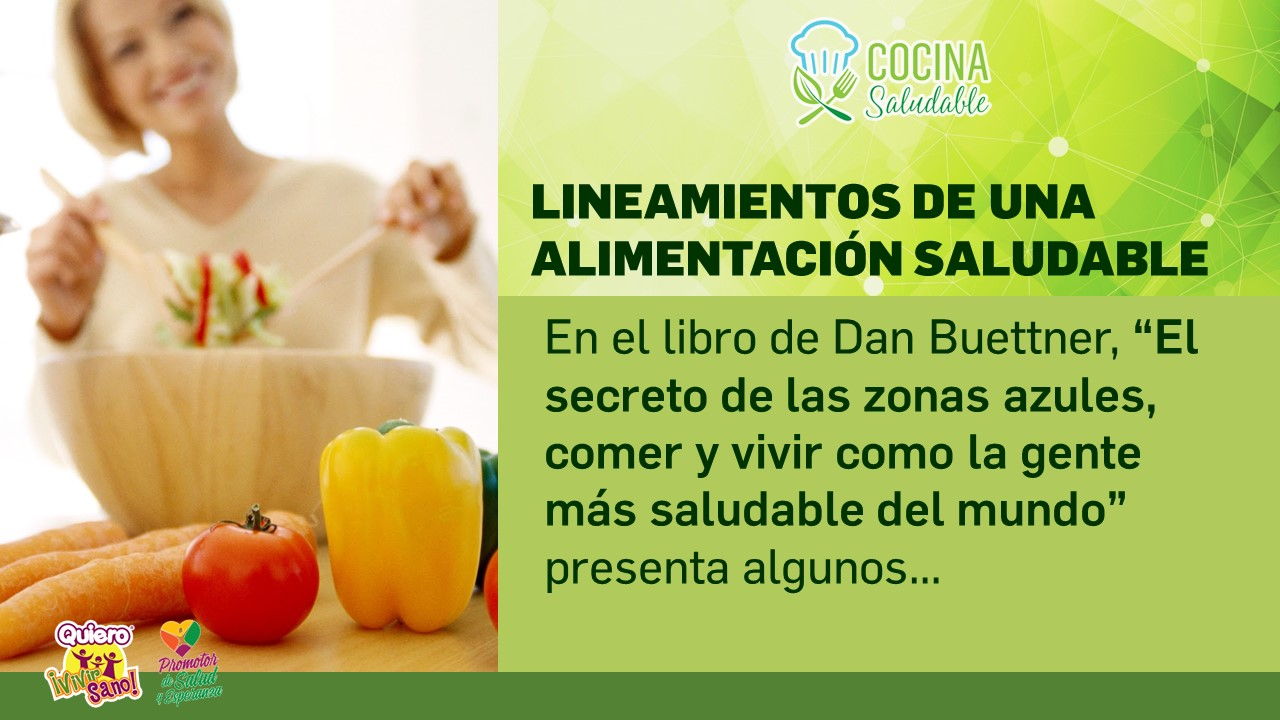 COCINA
Saludable
LINEAMIENTOS DE UNA
ALIMENTACIÓN SALUDABLE
En el libro de Dan Buettner, “El
secreto de las zonas azules,
comer y vivir como la gente
más saludable del mundo”
presenta algunos...
Quiero
¡Vivir
Sano!
Promotor
de Salud
y Esperanza